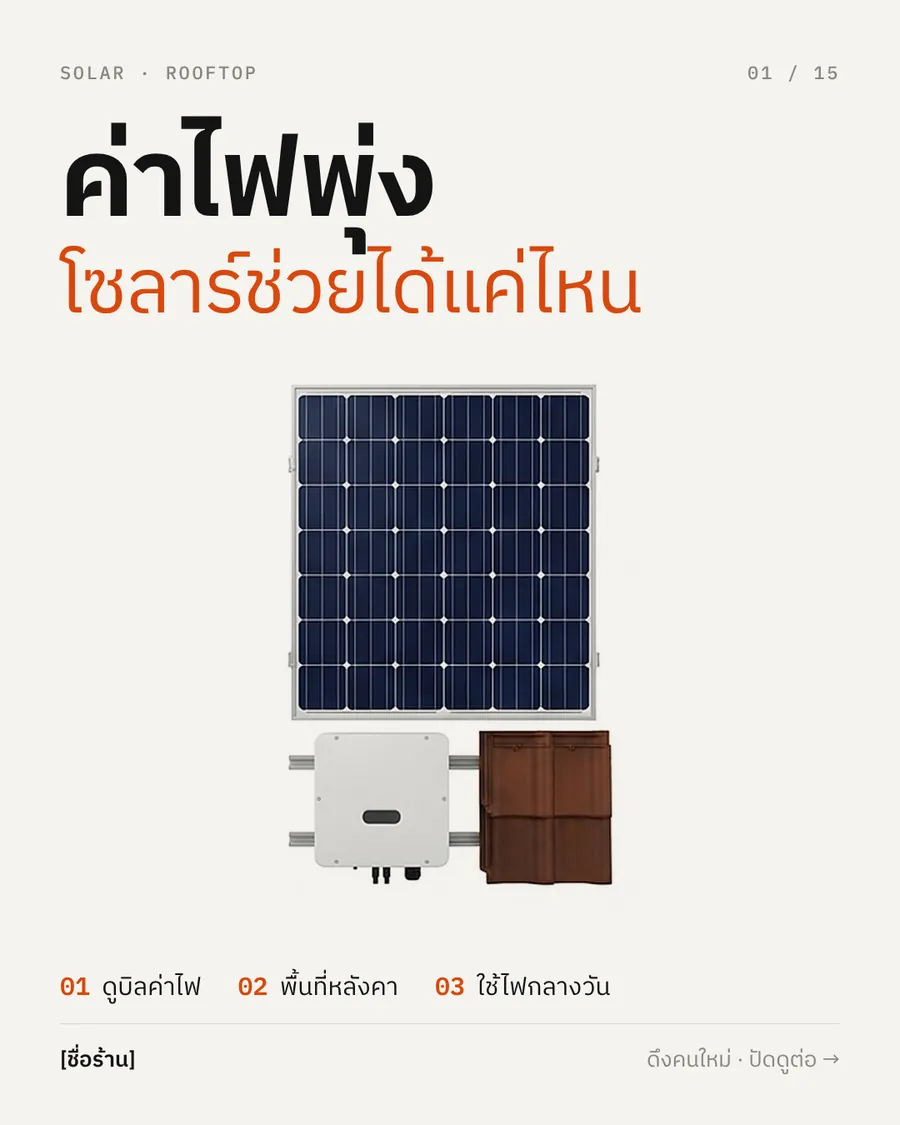 SOLAR · ROOFTOP
01 / 15
ค่าไฟพุ่ง
โซลาร์ช่วยได้แค่ไหน
01 ดูบิลค่าไฟ 02 พื้นที่หลังคา 03 ใช้ไฟกลางวัน
[ชื่อร้าน]
ดึงคนใหม่ · ปัดดูต่อ →